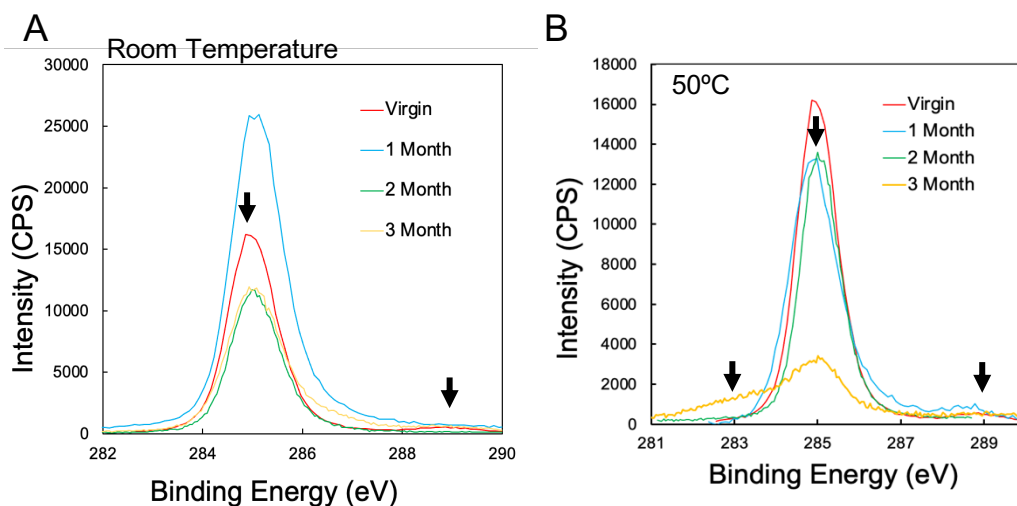 A
Room Temperature
30000
25000
20000
15000
10000
5000
0
282
284
286
288
290
Intensity (CPS)
Binding Energy (eV)
Virgin
1 Month
2 Month
3 Month
B
50ºC
18000
16000
14000
12000
10000
8000
6000
4000
2000
0
281
283
285
287
289
Intensity (CPS)
Binding Energy (eV)
Virgin
1 Month
2 Month
3 Month